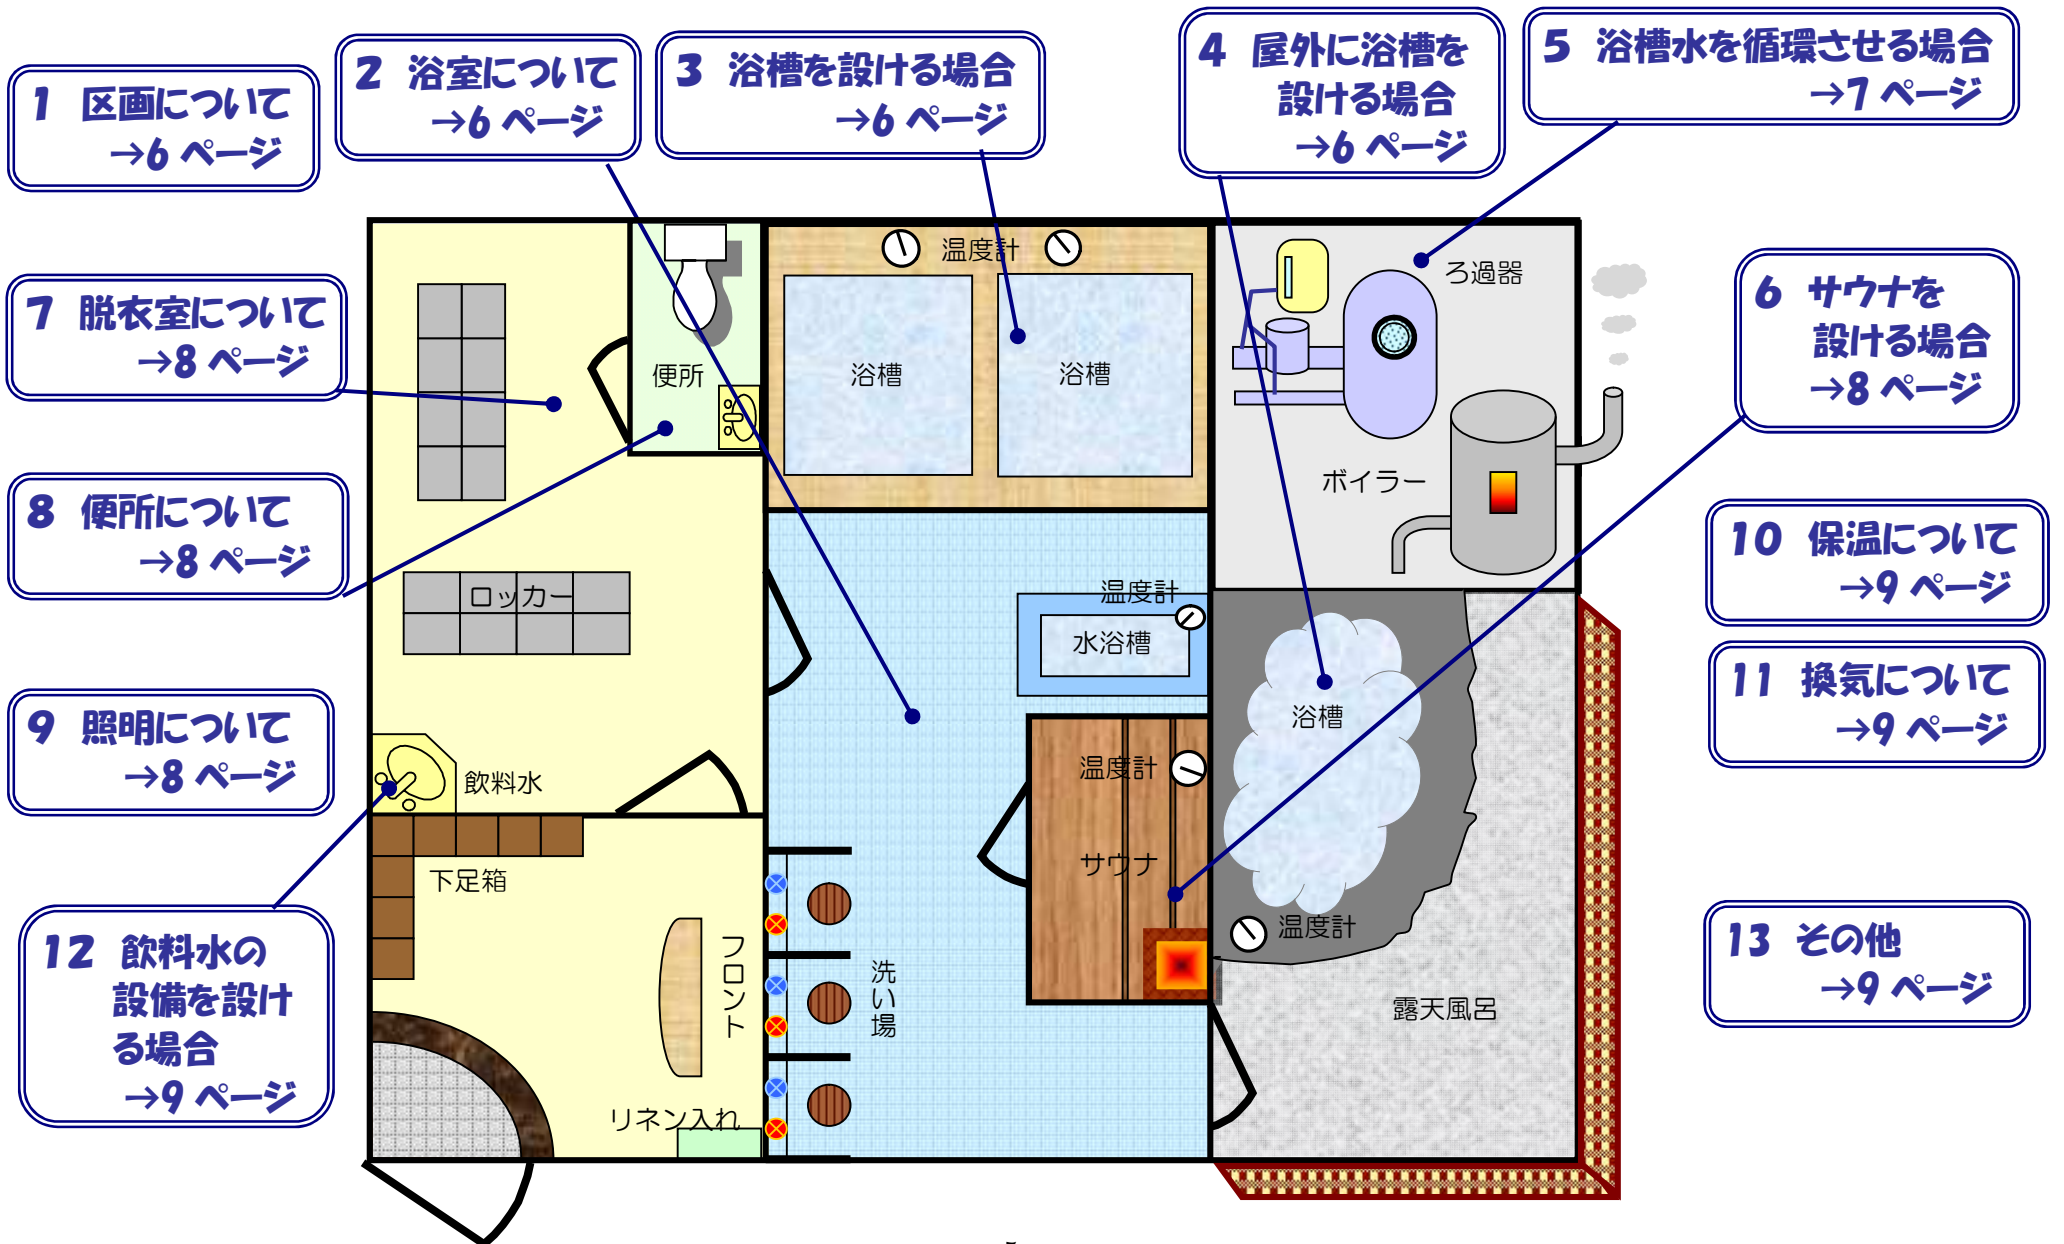 1 区画について
→6 ページ
2 浴室について
→6 ページ
3 浴槽を設ける場合
→6 ページ
4 屋外に浴槽を
設ける場合
→6 ページ
5 浴槽水を循環させる場合
→7 ページ
6 サウナを
設ける場合
→8 ページ
7 脱衣室について
→8 ページ
8 便所について
→8 ページ
9 照明について
→8 ページ
10 保温について
→9 ページ
11 換気について
→9 ページ
12 飲料水の
設備を設け
る場合
→9 ページ
13 その他
→9 ページ
温度計
ろ過器
便所
浴槽
浴槽
ボイラー
ロッカー
温度計
水浴槽
浴槽
飲料水
温度計
サウナ
下足箱
温度計
フロント
洗い場
露天風呂
リネン入れ